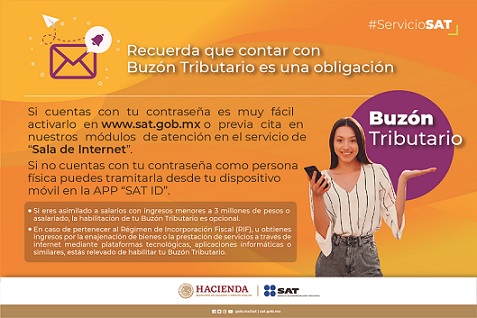 #ServicioSAT
Recuerda que contar con
Buzón Tributario es una obligación
Si cuentas con tu contraseña es muy fácil
activarlo en www.sat.gob.mx o previa cita en
nuestros módulos de atención en el servicio de
“Sala de Internet”.
Si no cuentas con tu contraseña como persona
física puedes tramitarla desde tu dispositivo
móvil en la APP “SAT ID”.
Buzón
Tributario
• Si eres asimilado a salarios con ingresos menores a 3 millones de pesos o
asalariado, la habilitación de tu Buzón Tributario es opcional.
• En caso de pertenecer al Régimen de Incorporación Fiscal (RIF), u obtienes
ingresos por la enajenación de bienes o la prestación de servicios a través de
internet mediante plataformas tecnológicas, aplicaciones informáticas o
similares, estás relevado de habilitar tu Buzón Tributario.
HACIENDA
SAT
gob.mx/sat | sat.gob.mx